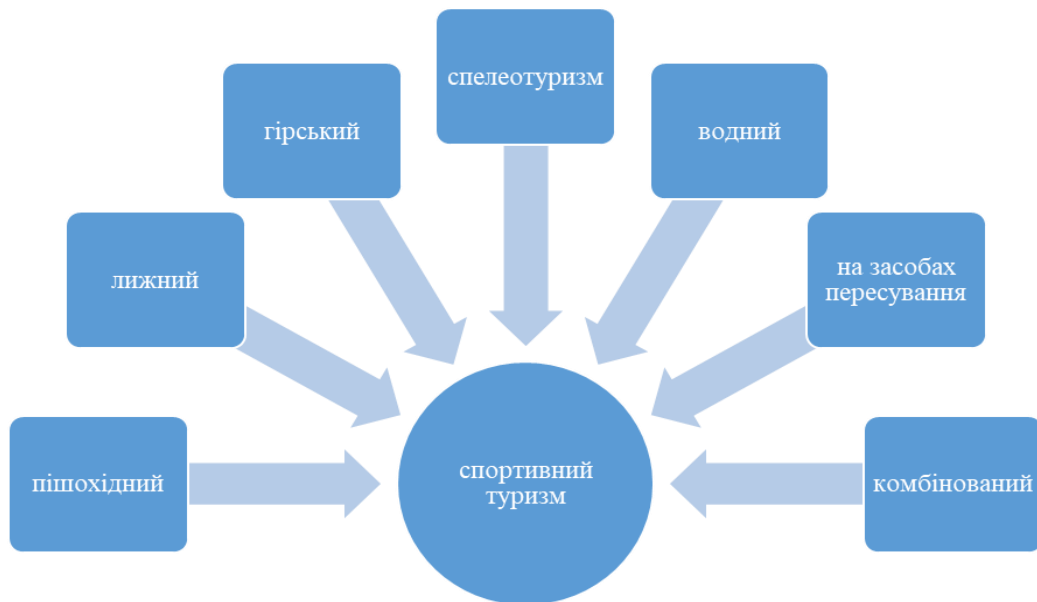 спелеотуризм
гірський
водний
лижний
на засобах
пересування
пішохідний
спортивний
туризм
комбінований